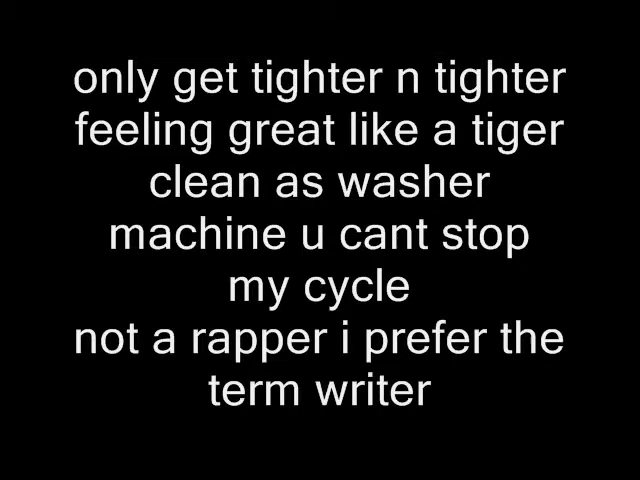 only get tighter n tighter
feeling great like a tiger
clean as washer
machine u cant stop
my cycle
not a rapper i prefer the
term writer